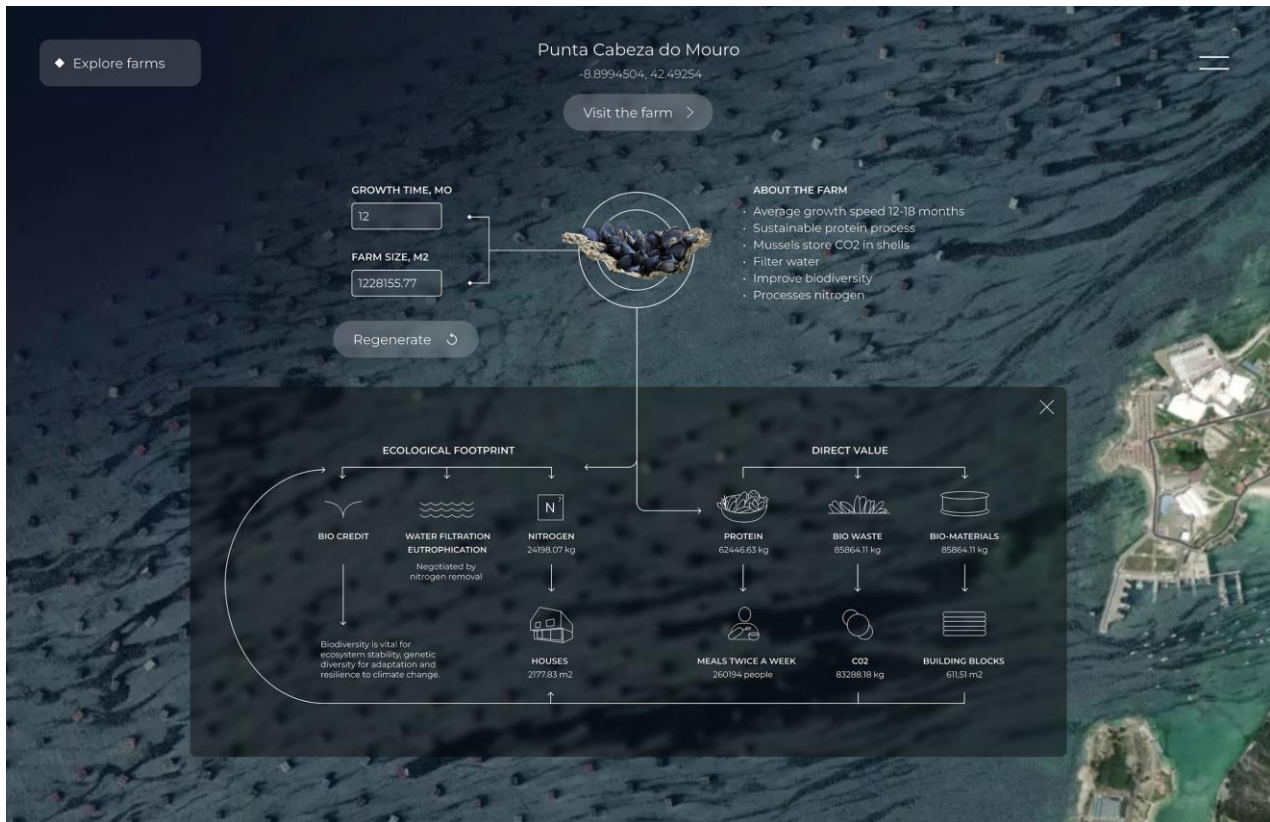 Explore farms
Punta Cabeza do Mouro
-8.8994504, 42.49254
Visit the farm
GROWTH TIME, MO
12
FARM SIZE, M2
1228155.77
Regenerate
ABOUT THE FARM
• Average growth speed 12-18 months
• Sustainable protein process
• Mussels store CO2 in shells
• Filter water
• Improve biodiversity
• Processes nitrogen
ECOLOGICAL FOOTPRINT
BIO CREDIT
Biodiversity is vital for
ecosystem stability, genetic
diversity for adaptation and
resilience to climate change.
WATER FILTRATION
EUTROPHICATION
Negotiated by
nitrogen removal
N
NITROGEN
24198.07 kg
HOUSES
2177.83 m2
DIRECT VALUE
PROTEIN
62446.63 kg
MEALS TWICE A WEEK
260194 people
BIO WASTE
85864.11 kg
C02
83288.18 kg
BIO-MATERIALS
85864.11 kg
BUILDING BLOCKS
611,51 m2